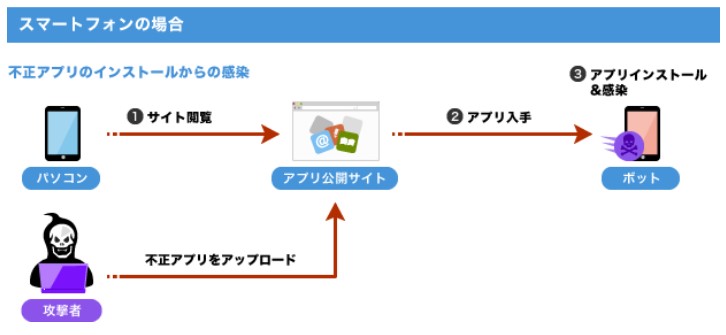 スマートフォンの場合
不正アプリのインストールからの感染
❶ サイト閲覧
❷ アプリ入手
❸ アプリインストール
&感染
パソコン
アプリ公開サイト
ボット
不正アプリをアップロード
攻撃者